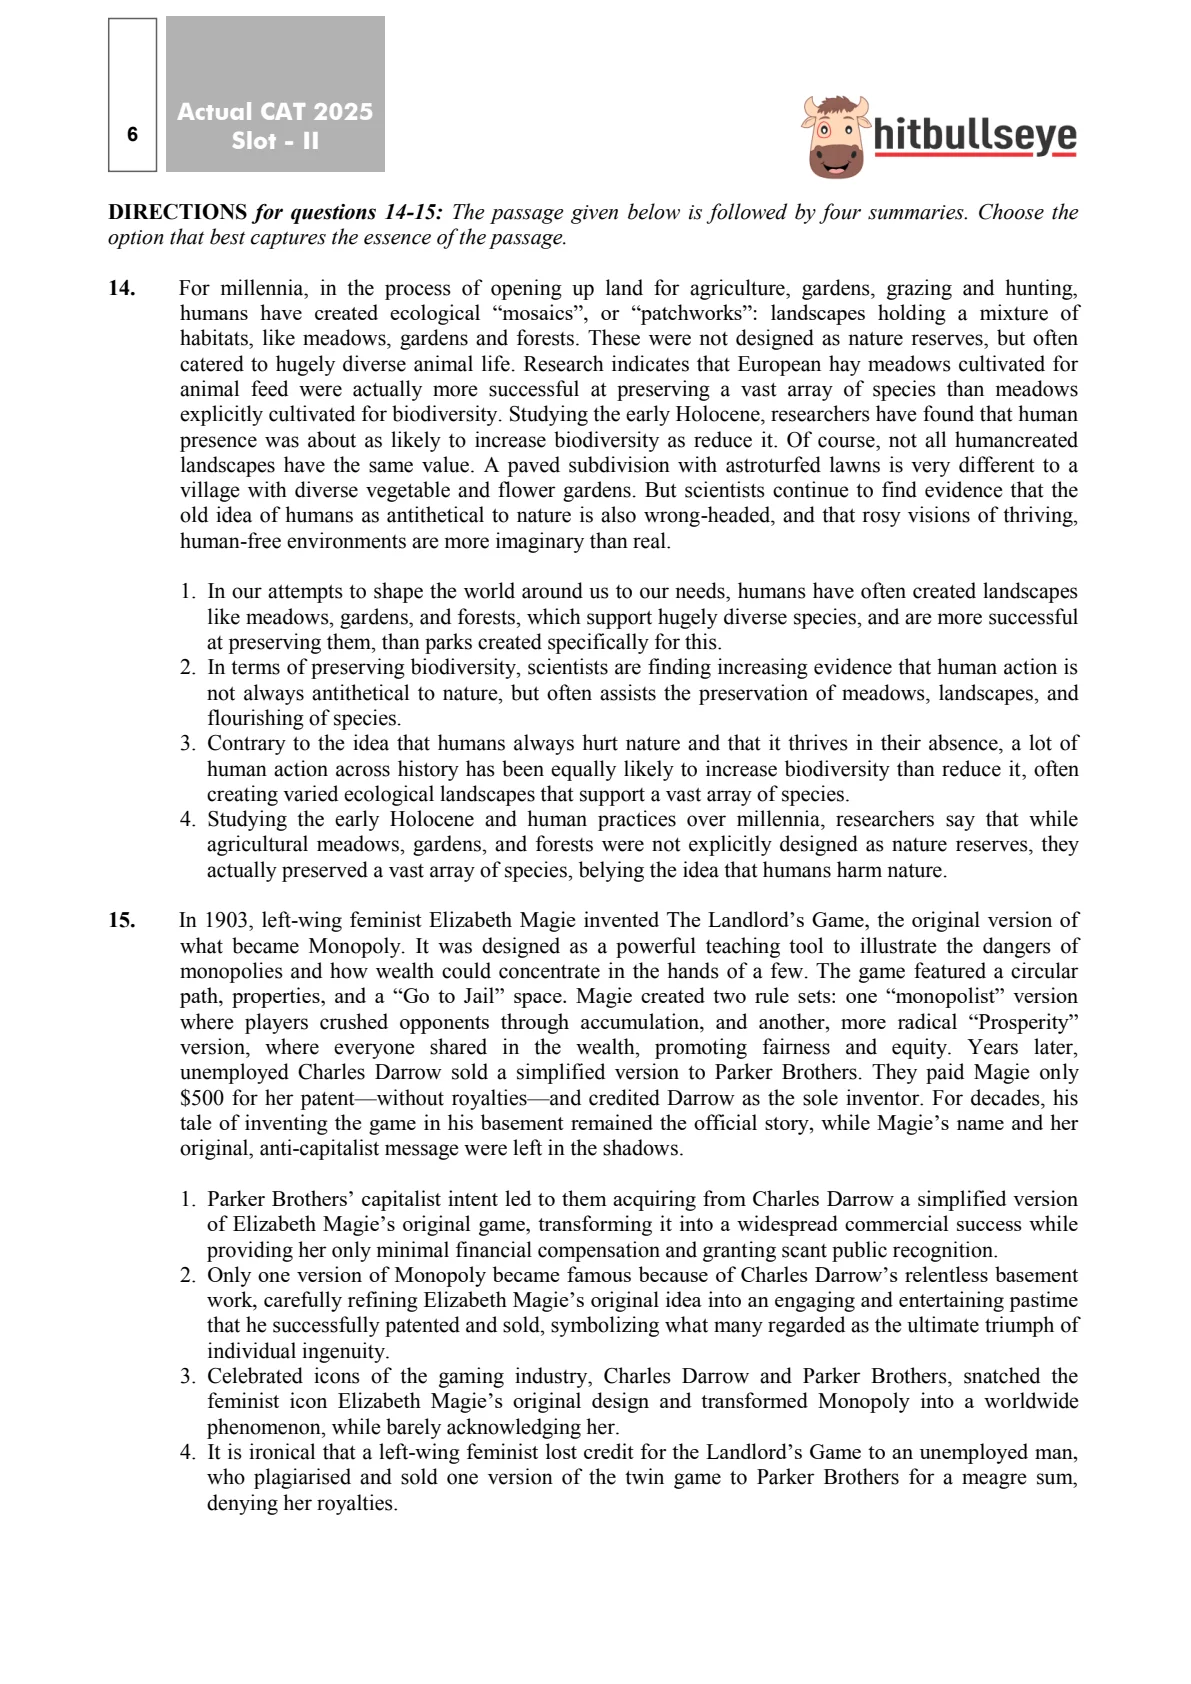 6
Actual CAT 2025
Slot - II
hitbullseye
DIRECTIONS for questions 14-15: The passage given below is followed by four summaries. Choose the
option that best captures the essence of the passage.
14. For millennia, in the process of opening up land for agriculture, gardens, grazing and hunting,
humans have created ecological “mosaics”, or “patchworks”: landscapes holding a mixture of
habitats, like meadows, gardens and forests. These were not designed as nature reserves, but often
catered to hugely diverse animal life. Research indicates that European hay meadows cultivated for
animal feed were actually more successful at preserving a vast array of species than meadows
explicitly cultivated for biodiversity. Studying the early Holocene, researchers have found that human
presence was about as likely to increase biodiversity as reduce it. Of course, not all humancreated
landscapes have the same value. A paved subdivision with astroturfed lawns is very different to a
village with diverse vegetable and flower gardens. But scientists continue to find evidence that the
old idea of humans as antithetical to nature is also wrong-headed, and that rosy visions of thriving,
human-free environments are more imaginary than real.
1. In our attempts to shape the world around us to our needs, humans have often created landscapes
like meadows, gardens, and forests, which support hugely diverse species, and are more successful
at preserving them, than parks created specifically for this.
2. In terms of preserving biodiversity, scientists are finding increasing evidence that human action is
not always antithetical to nature, but often assists the preservation of meadows, landscapes, and
flourishing of species.
3. Contrary to the idea that humans always hurt nature and that it thrives in their absence, a lot of
human action across history has been equally likely to increase biodiversity than reduce it, often
creating varied ecological landscapes that support a vast array of species.
4. Studying the early Holocene and human practices over millennia, researchers say that while
agricultural meadows, gardens, and forests were not explicitly designed as nature reserves, they
actually preserved a vast array of species, belying the idea that humans harm nature.
15. In 1903, left-wing feminist Elizabeth Magie invented The Landlord’s Game, the original version of
what became Monopoly. It was designed as a powerful teaching tool to illustrate the dangers of
monopolies and how wealth could concentrate in the hands of a few. The game featured a circular
path, properties, and a “Go to Jail” space. Magie created two rule sets: one “monopolist” version
where players crushed opponents through accumulation, and another, more radical “Prosperity”
version, where everyone shared in the wealth, promoting fairness and equity. Years later,
unemployed Charles Darrow sold a simplified version to Parker Brothers. They paid Magie only
$500 for her patent—without royalties—and credited Darrow as the sole inventor. For decades, his
tale of inventing the game in his basement remained the official story, while Magie’s name and her
original, anti-capitalist message were left in the shadows.
1. Parker Brothers’ capitalist intent led to them acquiring from Charles Darrow a simplified version
of Elizabeth Magie’s original game, transforming it into a widespread commercial success while
providing her only minimal financial compensation and granting scant public recognition.
2. Only one version of Monopoly became famous because of Charles Darrow’s relentless basement
work, carefully refining Elizabeth Magie’s original idea into an engaging and entertaining pastime
that he successfully patented and sold, symbolizing what many regarded as the ultimate triumph of
individual ingenuity.
3. Celebrated icons of the gaming industry, Charles Darrow and Parker Brothers, snatched the
feminist icon Elizabeth Magie’s original design and transformed Monopoly into a worldwide
phenomenon, while barely acknowledging her.
4. It is ironical that a left-wing feminist lost credit for the Landlord’s Game to an unemployed man,
who plagiarised and sold one version of the twin game to Parker Brothers for a meagre sum,
denying her royalties.